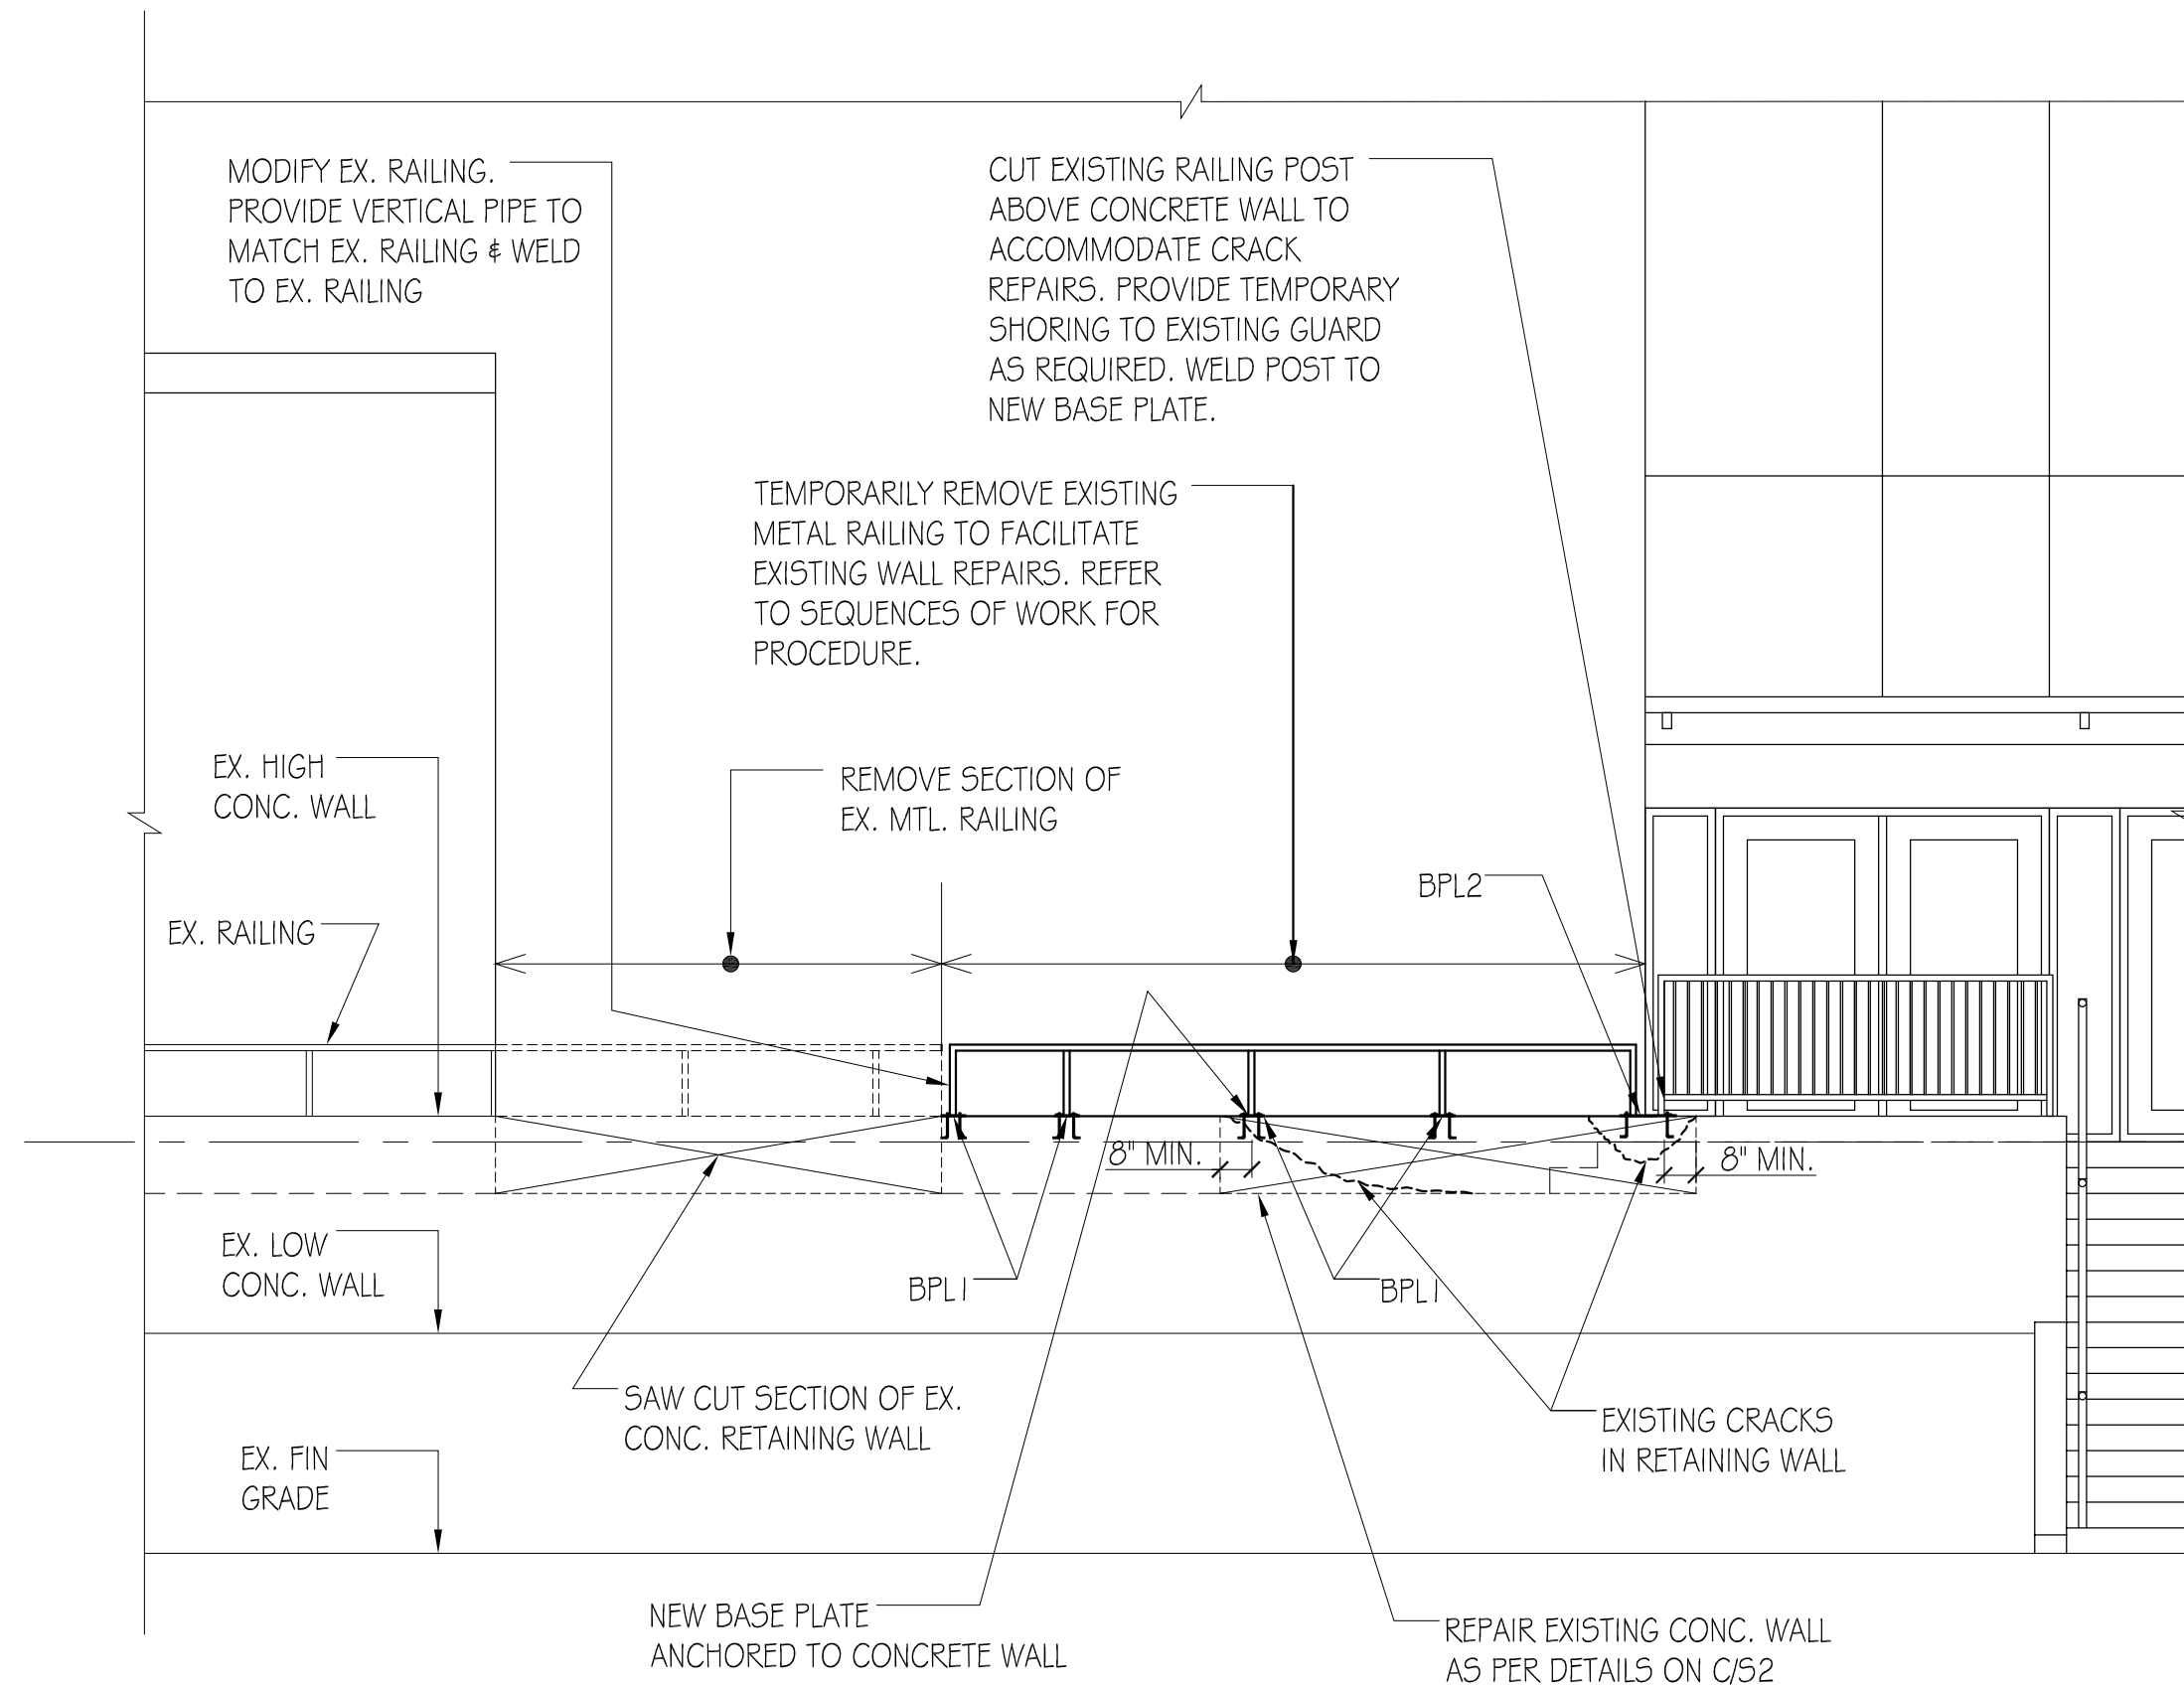 MODIFY EX. RAILING.
PROVIDE VERTICAL PIPE TO
MATCH EX. RAILING & WELD
TO EX. RAILING
CUT EXISTING RAILING POST
ABOVE CONCRETE WALL TO
ACCOMMODATE CRACK
REPAIRS. PROVIDE TEMPORARY
SHORING TO EXISTING GUARD
AS REQUIRED. WELD POST TO
NEW BASE PLATE.
TEMPORARILY REMOVE EXISTING
METAL RAILING TO FACILITATE
EXISTING WALL REPAIRS. REFER
TO SEQUENCES OF WORK FOR
PROCEDURE.
EX. HIGH
CONC. WALL
REMOVE SECTION OF
EX. MTL. RAILING
BPL2
EX. RAILING
8" MIN.
8" MIN.
EX. LOW
CONC. WALL
BPL1
BPL1
SAW CUT SECTION OF EX.
CONC. RETAINING WALL
EXISTING CRACKS
IN RETAINING WALL
EX. FIN
GRADE
NEW BASE PLATE
ANCHORED TO CONCRETE WALL
REPAIR EXISTING CONC. WALL
AS PER DETAILS ON C/S2